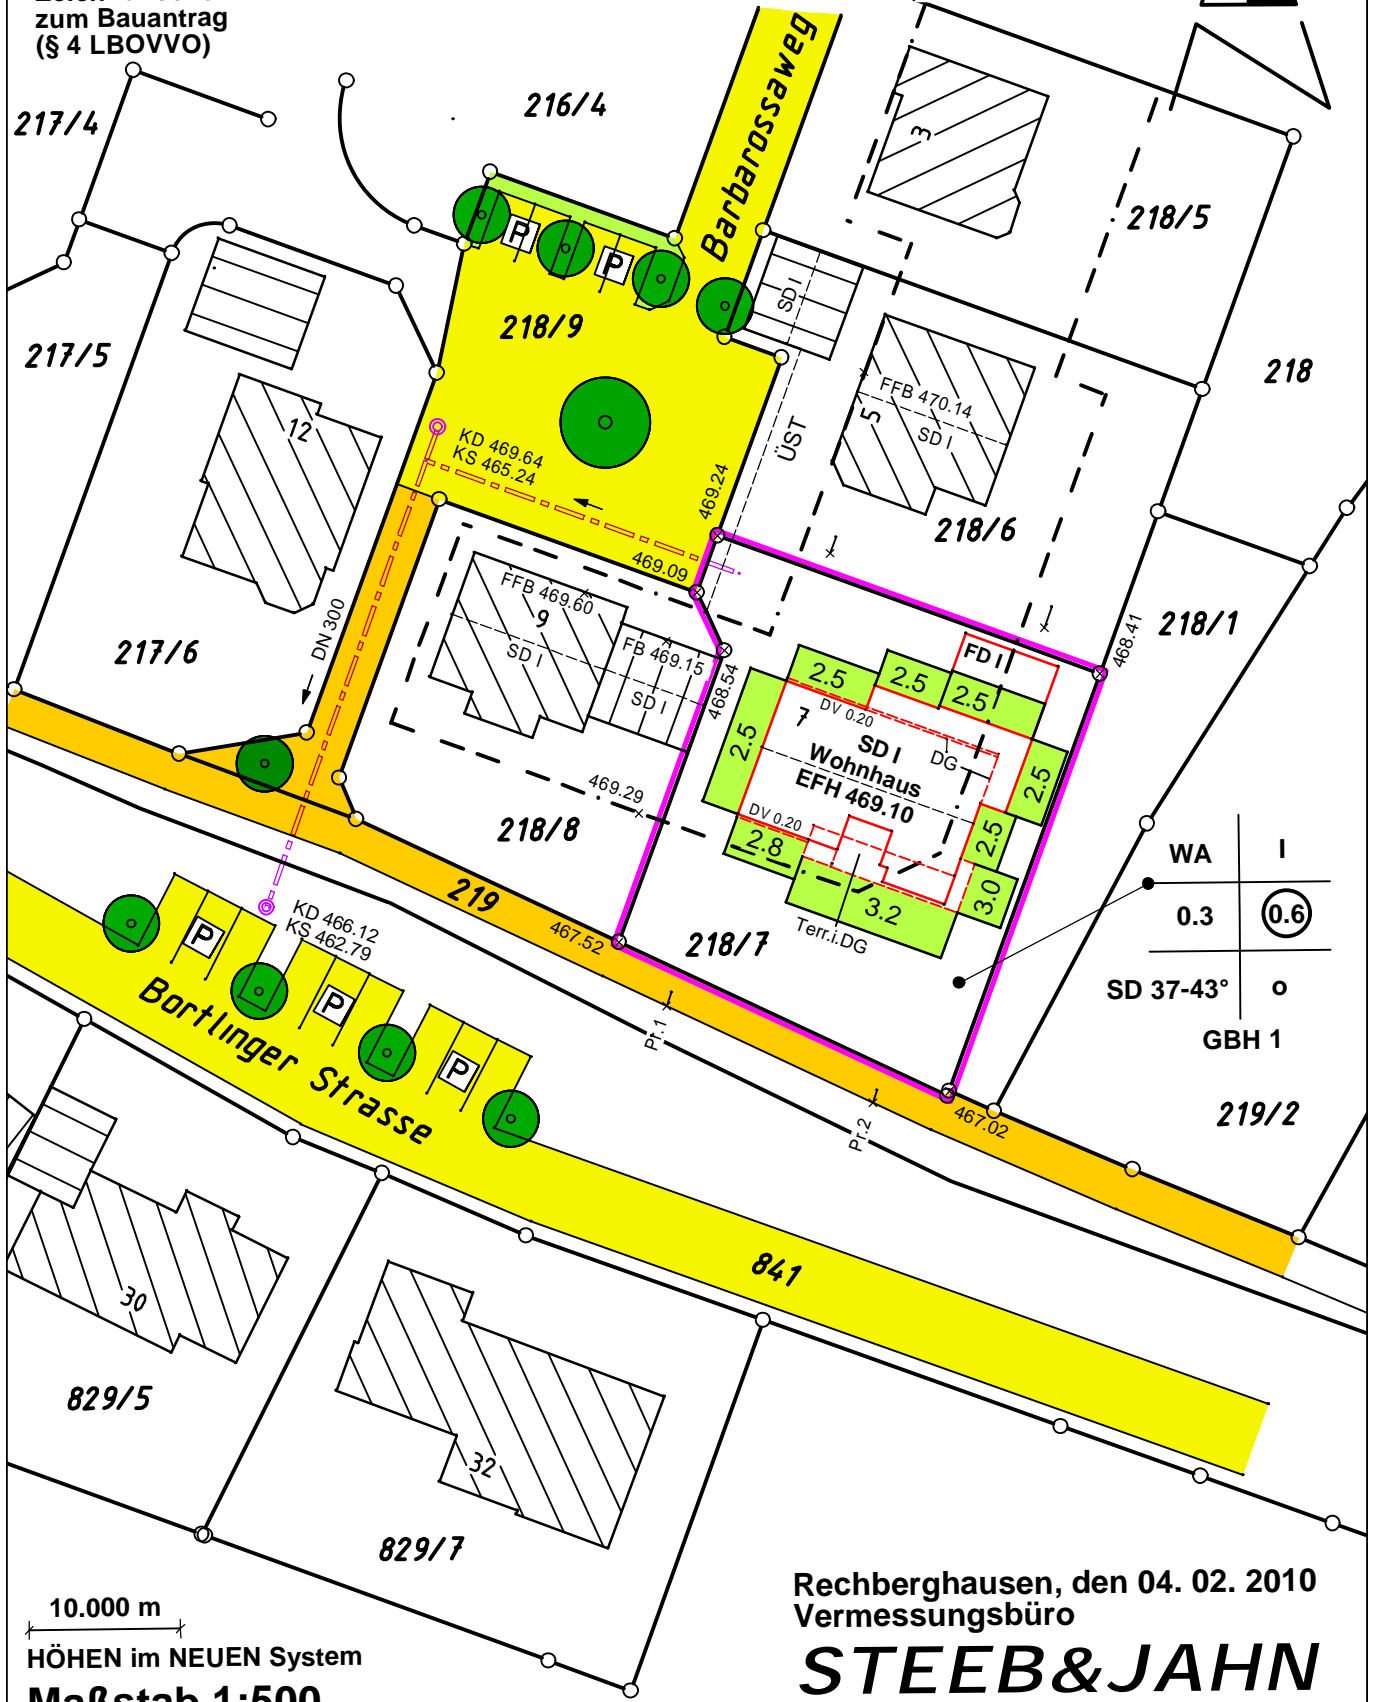 zum Bauantrag
(§ 4 LBOVVO)
217/4
216/4
Barbarossaweg
3
218/5
217/5
218/9
P
P
SD I
218
12
KD 469.64
KS 465.24
ÜST
FFB 470.14
SD I
5
469.24
218/6
469.09
FFB 469.60
9
SD I
FB 469.15
SD I
468.54
DN 300
217/6
218/1
468.41
FD I
2.5
2.5
2.5
2.5
2.5
2.5
2.8
3.2
3.0
DV 0.20
7
SD I
Wohnhaus
EFH 469.10
DG
DV 0.20
Terr.i.DG
469.29
218/8
219
467.52
218/7
WA
I
0.3
0.6
SD 37-43°
o
GBH 1
KD 466.12
KS 462.79
P
P
P
Bartlinger Strasse
Pr.1
Pr.2
467.02
219/2
841
30
829/5
32
829/7
10.000 m
HÖHEN im NEUEN System
Maßstab 1:500
Rechberghausen, den 04. 02. 2010
Vermessungsbüro
STEEB&JAHN